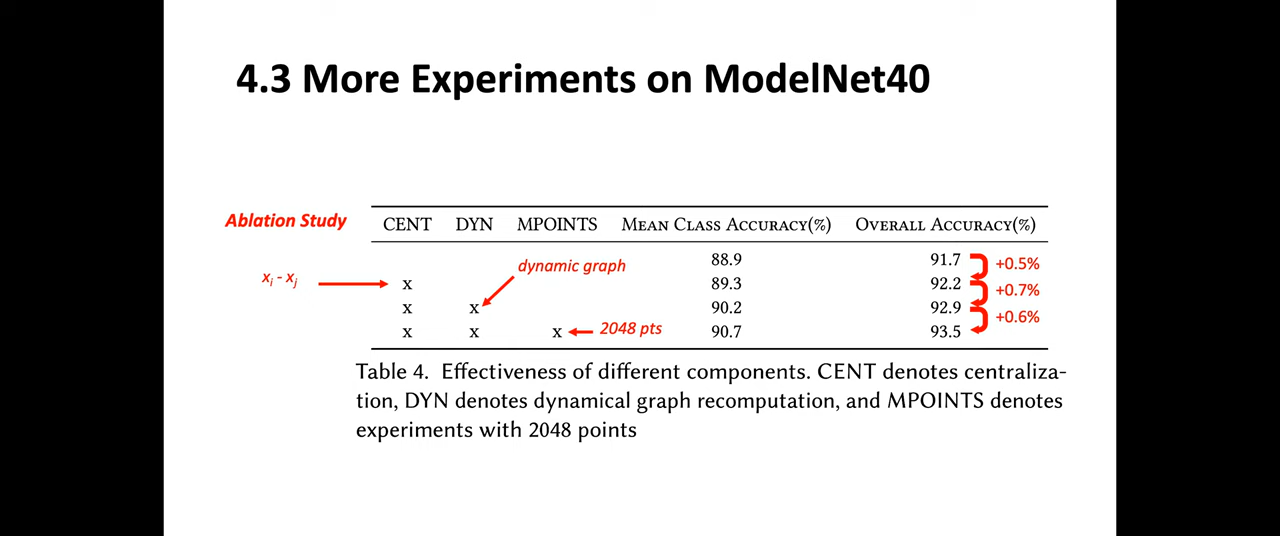 4.3 More Experiments on ModelNet40
Ablation Study
CENT DYN MPOINTS MEAN CLASS ACCURACY(%) OVERALL ACCURACY(%)
88.9 91.7
+0.5%
dynamic graph
xi - xj
x 89.3 92.2
+0.7%
x x 90.2 92.9
+0.6%
x x x 2048 pts 90.7 93.5
Table 4. Effectiveness of different components. CENT denotes centraliza-
tion, DYN denotes dynamical graph recomputation, and MPOINTS denotes
experiments with 2048 points